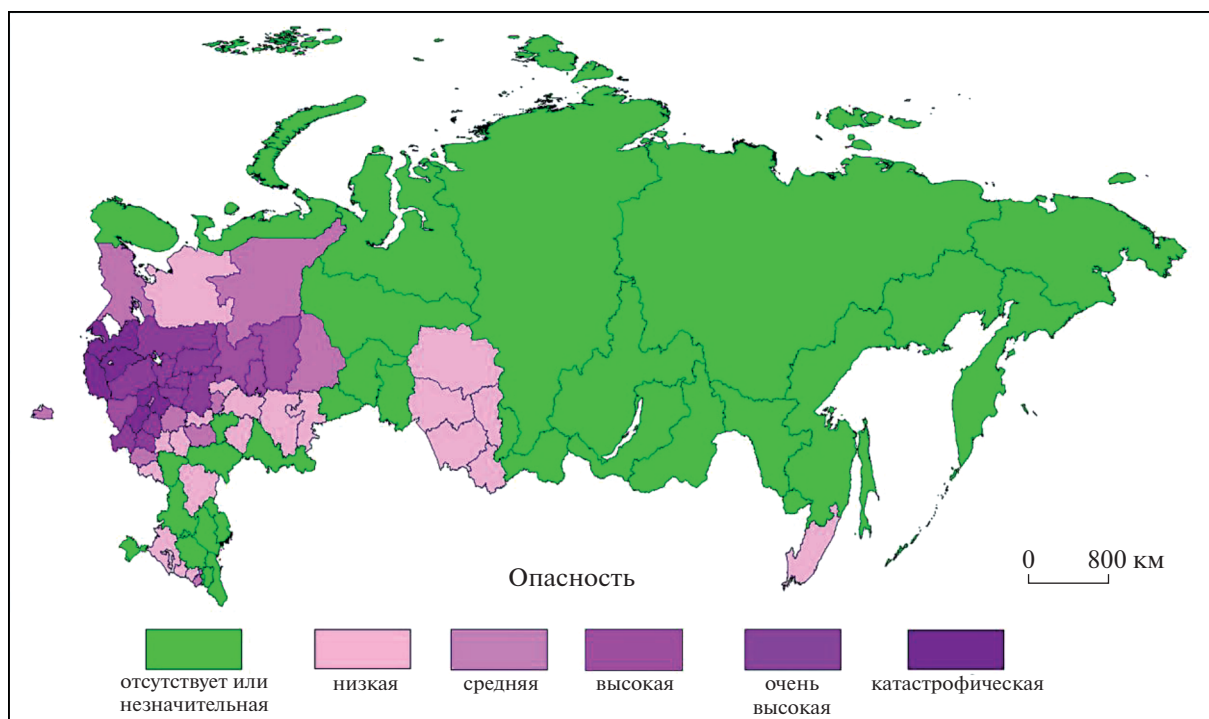 Опасность
0 800 км
отсутствует или
незначительная
низкая
средняя
высокая
очень
высокая
катастрофическая